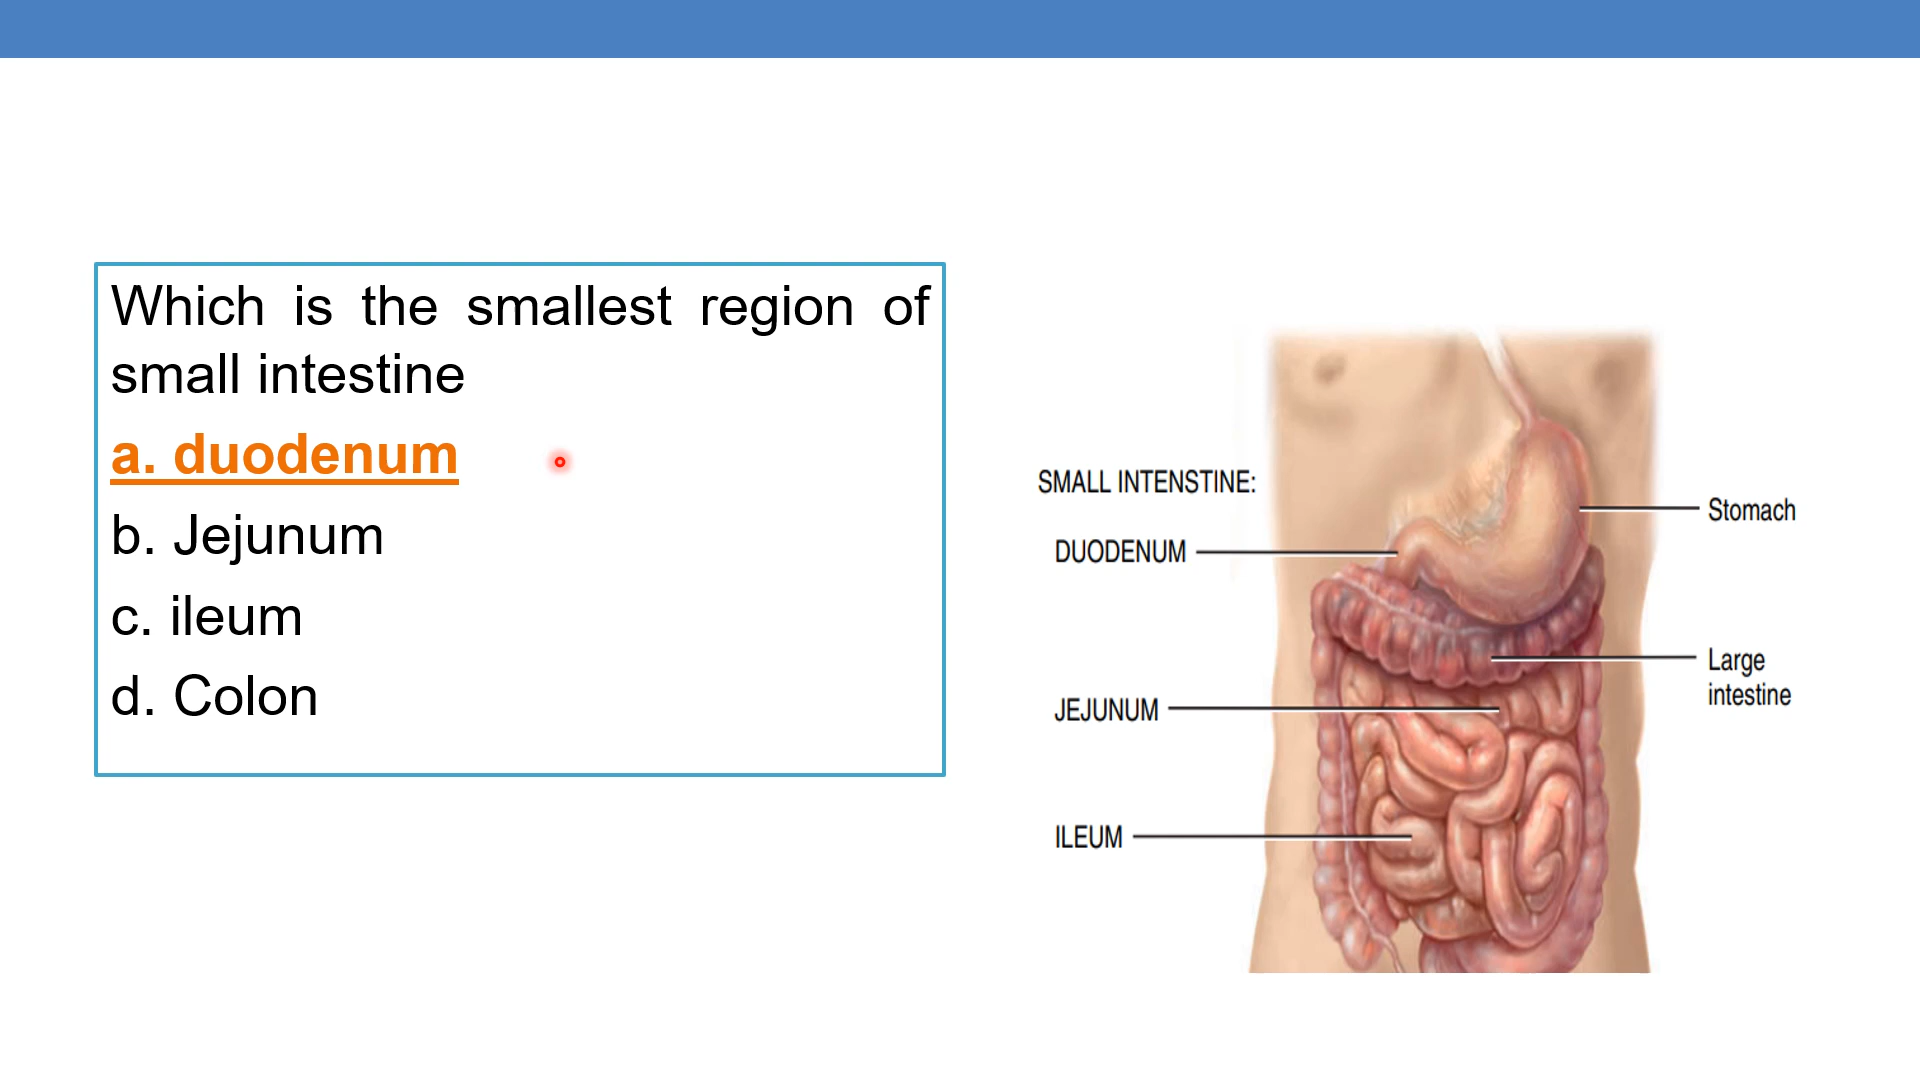 Which is the smallest region of
small intestine
a. duodenum
b. Jejunum
c. ileum
d. Colon
SMALL INTENSTINE:
DUODENUM
JEJUNUM
ILEUM
Stomach
Large
intestine